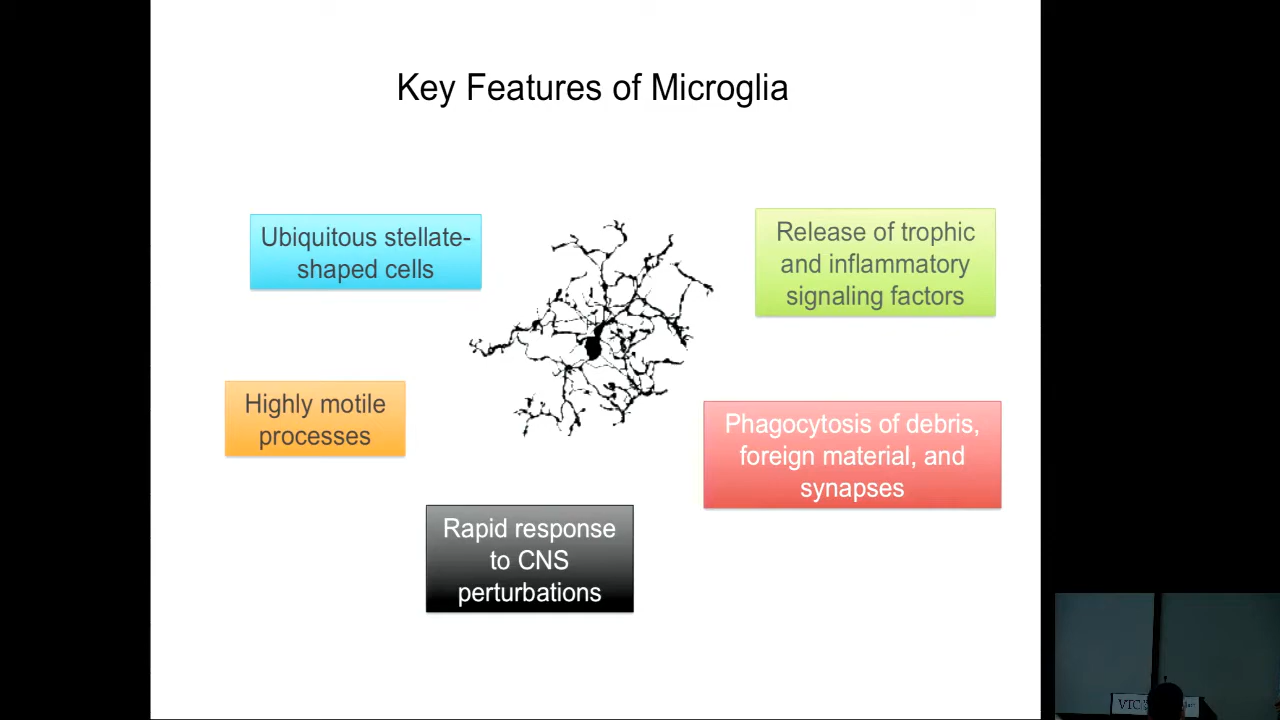 Key Features of Microglia
Ubiquitous stellate-
shaped cells
Release of trophic
and inflammatory
signaling factors
Highly motile
processes
Phagocytosis of debris,
foreign material, and
synapses
Rapid response
to CNS
perturbations
VTC